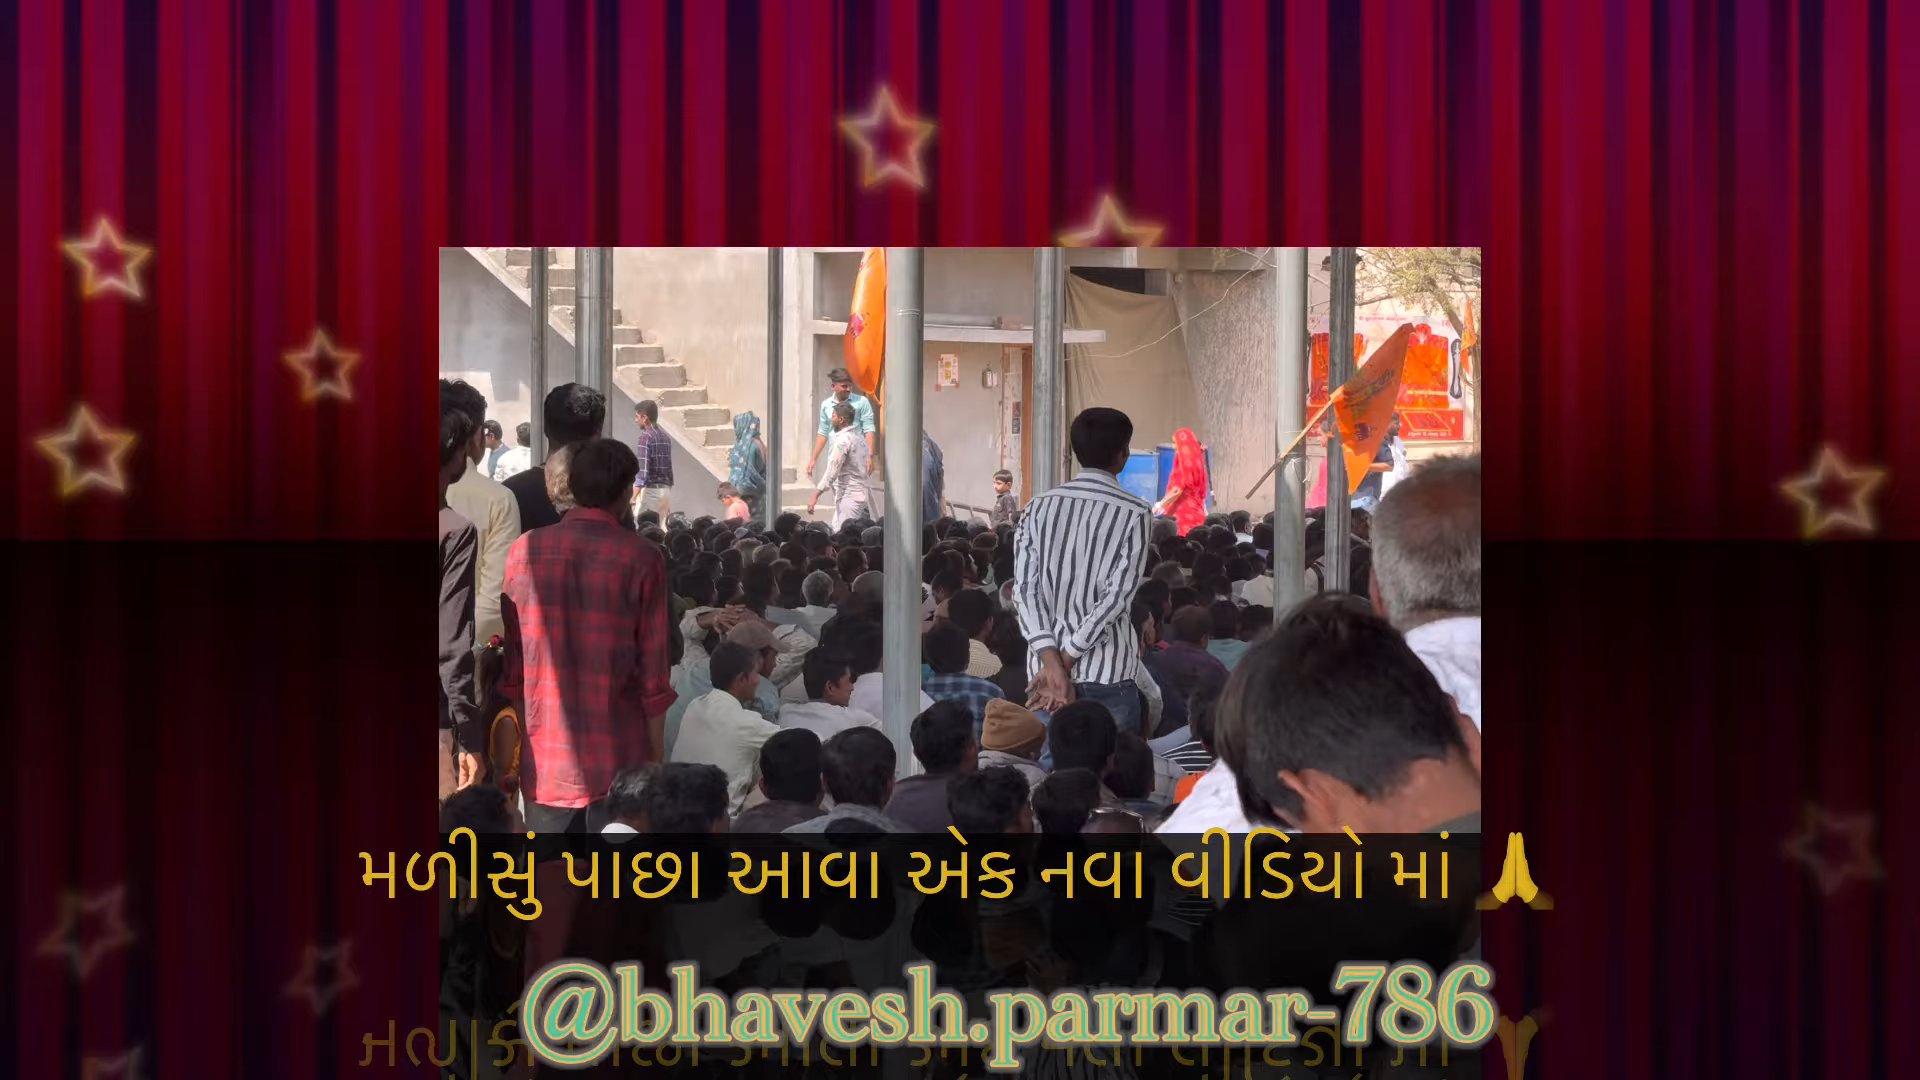 મળીસું પાછા આવા એક નવા વીડિયો માં 🙏
@bhavesh.parmar-786